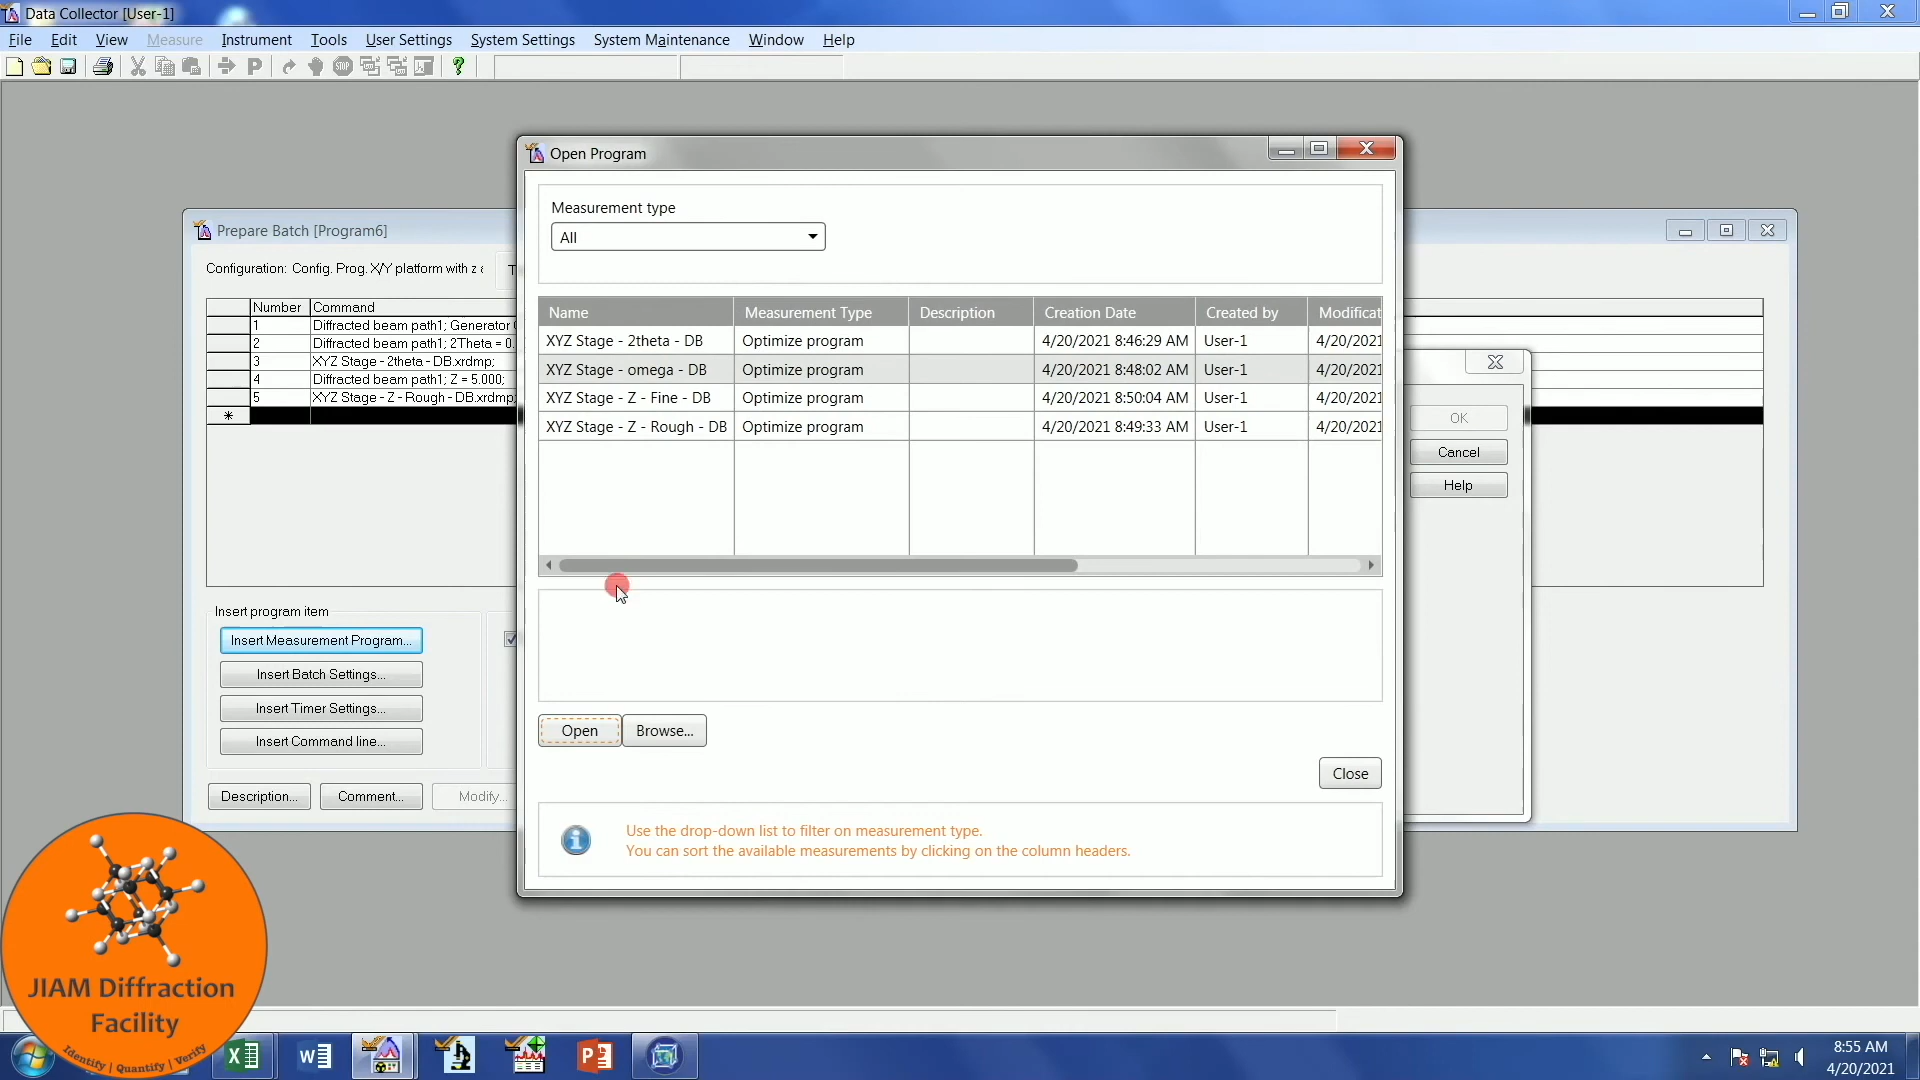 Data Collector [User-1]
File Edit View Measure Instrument Tools User Settings System Settings System Maintenance Window Help
Open Program
Measurement type
All
Name Measurement Type Description Creation Date Created by Modificat
XYZ Stage - 2theta - DB Optimize program 4/20/2021 8:46:29 AM User-1 4/20/2021
XYZ Stage - omega - DB Optimize program 4/20/2021 8:48:02 AM User-1 4/20/2021
XYZ Stage - Z - Fine - DB Optimize program 4/20/2021 8:50:04 AM User-1 4/20/2021
XYZ Stage - Z - Rough - DB Optimize program 4/20/2021 8:49:33 AM User-1 4/20/2021
Open Browse...
Close
Use the drop-down list to filter on measurement type.
You can sort the available measurements by clicking on the column headers.
Prepare Batch [Program6]
Configuration: Config. Prog. X/Y platform with z
Number Command
1 Diffracted beam path1; Generator
2 Diffracted beam path1; 2Theta = 0.
3 XYZ Stage - 2theta - DB.xrdmp;
4 Diffracted beam path1; Z = 5.000;
5 XYZ Stage - Z - Rough - DB.xrdmp;
*
Insert program item
Insert Measurement Program...
Insert Batch Settings...
Insert Timer Settings...
Insert Command line...
Description... Comment... Modify...
OK
Cancel
Help
JIAM Diffraction
Facility
Identify | Quantify | Verify
8:55 AM
4/20/2021